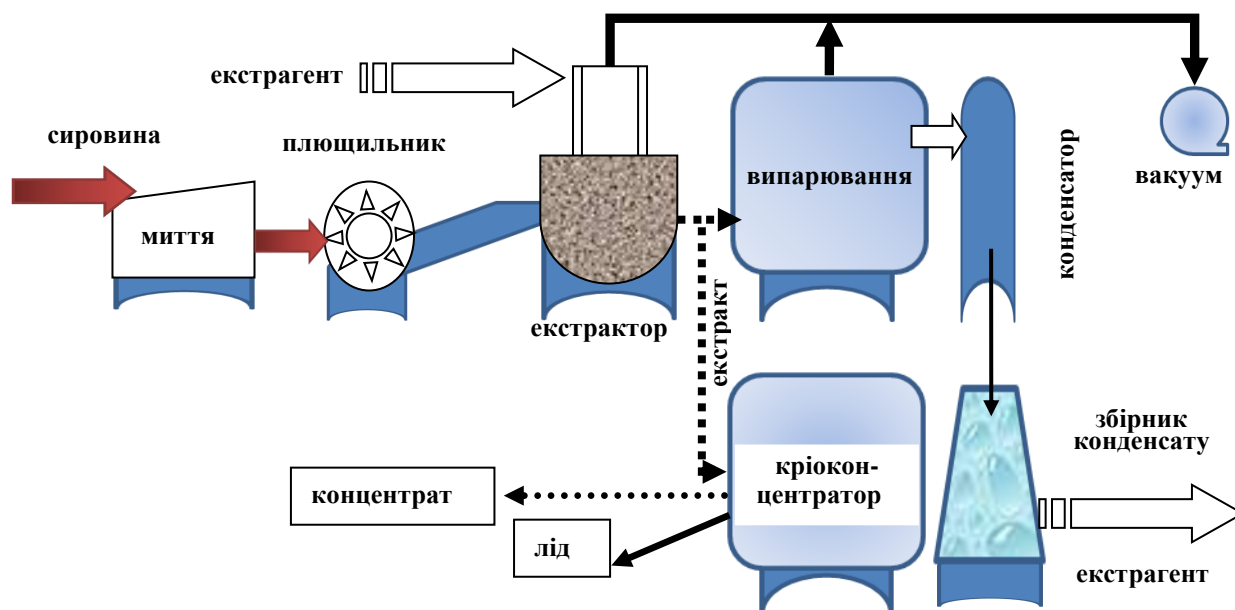 екстрагент
сировина
плющильник
миття
екстрактор
екстракт
випарювання
конденсатор
вакуум
кріокон-
центратор
концентрат
лід
збірник
конденсату
екстрагент